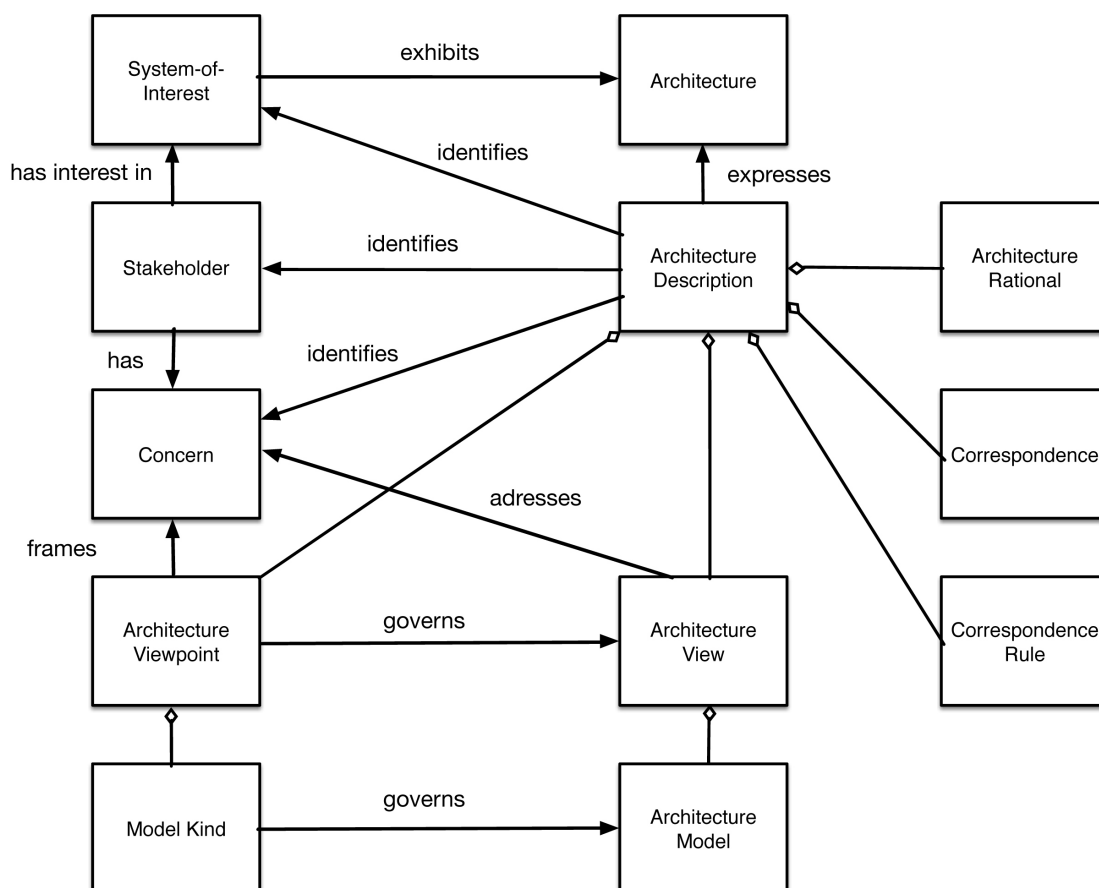 System-of-
Interest
exhibits
Architecture
identifies
has interest in
expresses
Stakeholder
identifies
Architecture
Description
Architecture
Rational
has
identifies
Concern
adresses
Correspondence
frames
Architecture
Viewpoint
governs
Architecture
View
Correspondence
Rule
Model Kind
governs
Architecture
Model